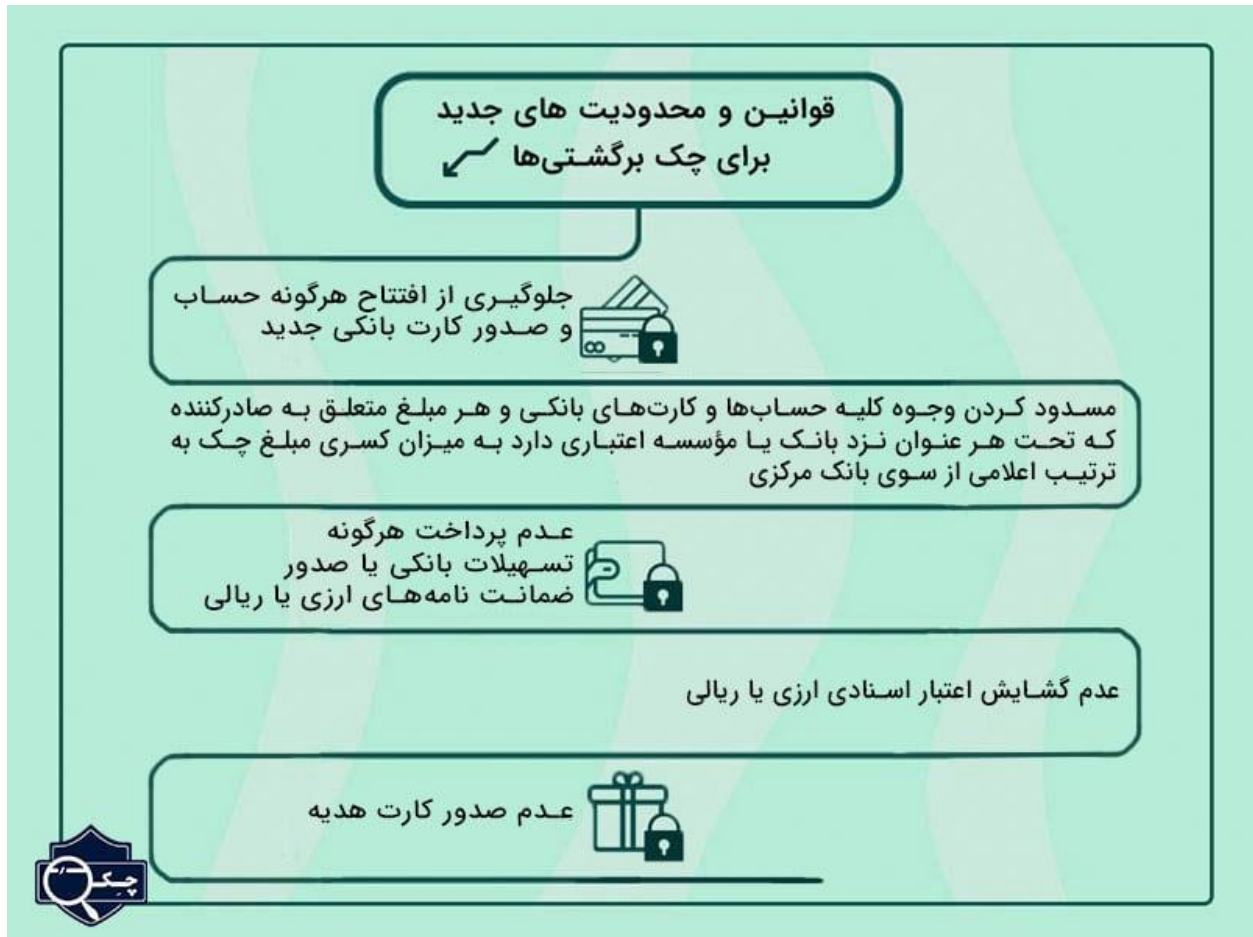 قوانین و محدودیت های جدید
برای چک برگشتی‌ها
جلوگیری از افتتاح هرگونه حساب
و صدور کارت بانکی جدید
مسدود کردن وجوه کلیه حساب‌ها و کارت‌های بانکی و هر مبلغ متعلق به صادرکننده
که تحت هر عنوان نزد بانک یا مؤسسه اعتباری دارد به میزان کسری مبلغ چک به
ترتیب اعلامی از سوی بانک مرکزی
عدم پرداخت هرگونه
تسهیلات بانکی یا صدور
ضمانت نامه‌های ارزی یا ریالی
عدم گشایش اعتبار اسنادی ارزی یا ریالی
عدم صدور کارت هدیه
چک